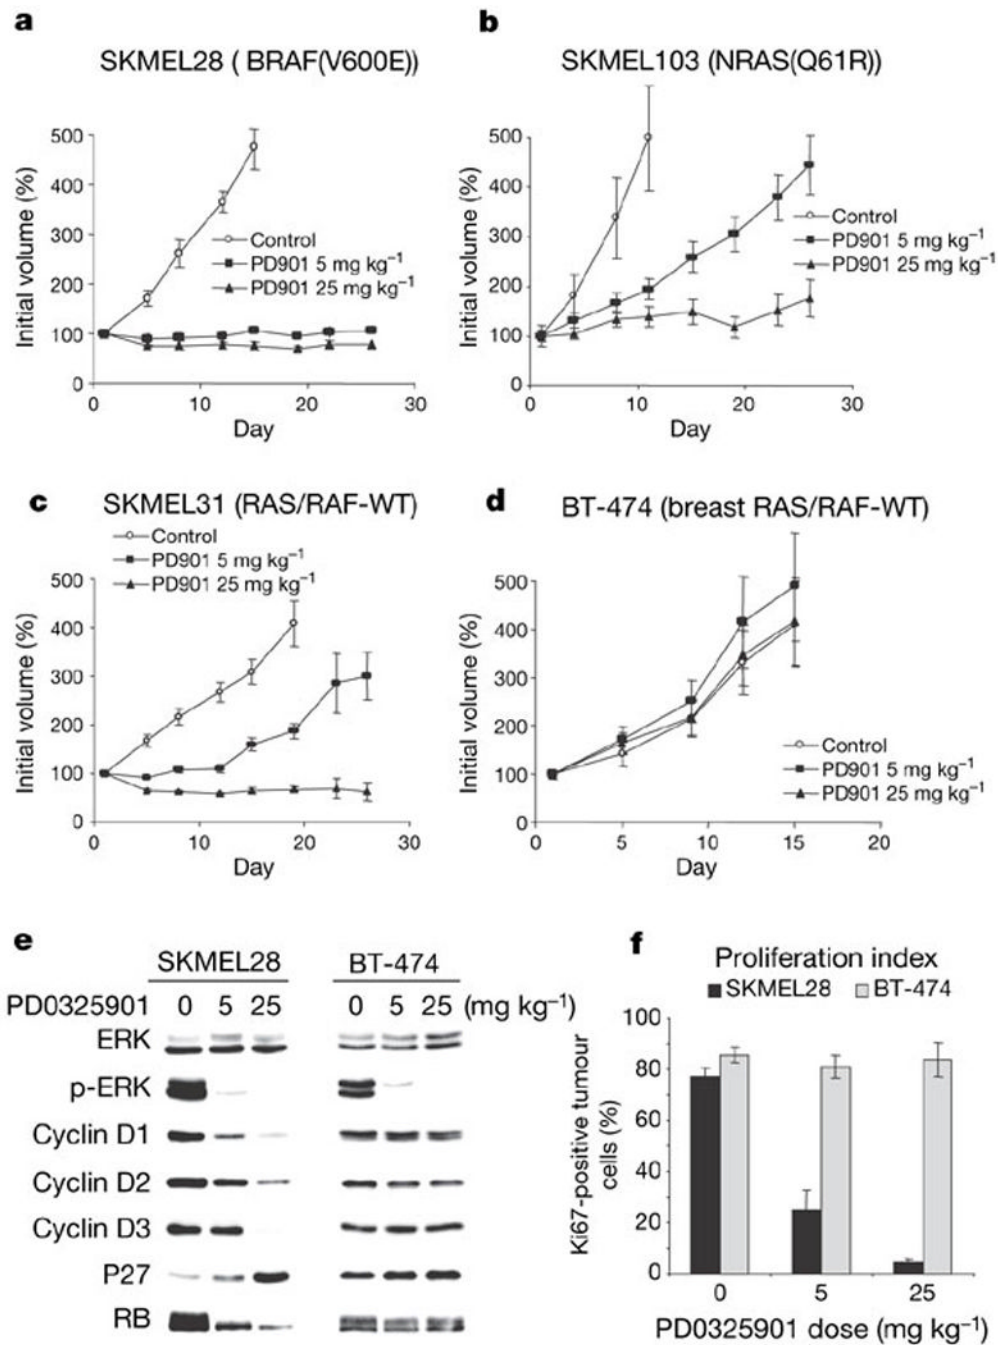 a
SKMEL28 ( BRAF(V600E))
Initial volume (%)
500
400
300
200
100
0
0 10 20 30
Day
Control
PD901 5 mg kg⁻¹
PD901 25 mg kg⁻¹
b
SKMEL103 (NRAS(Q61R))
Initial volume (%)
500
400
300
200
100
0
0 10 20 30
Day
Control
PD901 5 mg kg⁻¹
PD901 25 mg kg⁻¹
c
SKMEL31 (RAS/RAF-WT)
Control
PD901 5 mg kg⁻¹
PD901 25 mg kg⁻¹
Initial volume (%)
500
400
300
200
100
0
0 10 20 30
Day
d
BT-474 (breast RAS/RAF-WT)
Initial volume (%)
500
400
300
200
100
0
0 5 10 15 20
Day
Control
PD901 5 mg kg⁻¹
PD901 25 mg kg⁻¹
e
SKMEL28 BT-474
PD0325901 0 5 25 0 5 25 (mg kg⁻¹)
ERK
p-ERK
Cyclin D1
Cyclin D2
Cyclin D3
P27
RB
f
Proliferation index
SKMEL28 BT-474
Ki67-positive tumour
cells (%)
100
80
60
40
20
0
0 5 25
PD0325901 dose (mg kg⁻¹)